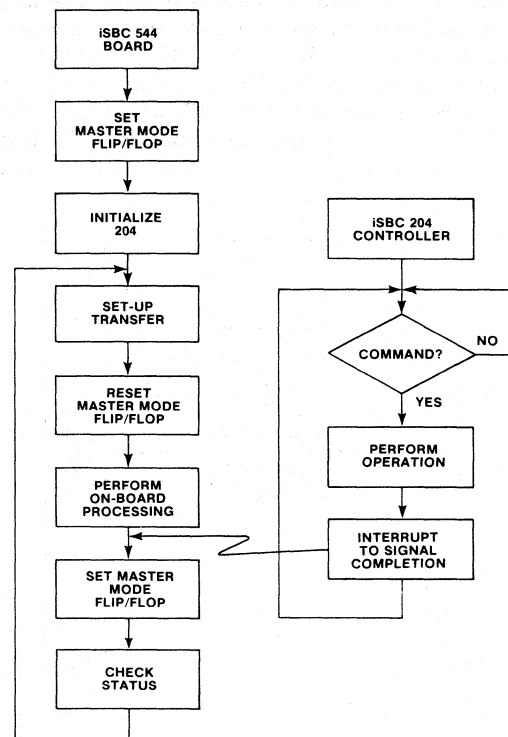 iSBC 544
BOARD
SET
MASTER MODE
FLIP/FLOP
INITIALIZE
204
SET-UP
TRANSFER
RESET
MASTER MODE
FLIP/FLOP
PERFORM
ON-BOARD
PROCESSING
SET MASTER
MODE
FLIP/FLOP
CHECK
STATUS
iSBC 204
CONTROLLER
COMMAND?
NO
YES
PERFORM
OPERATION
INTERRUPT
TO SIGNAL
COMPLETION